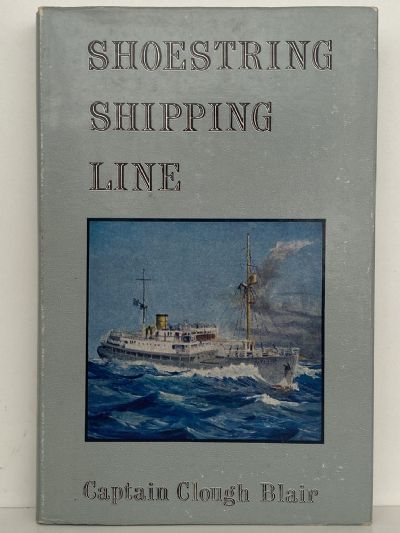 SHOESTRING
SHIPPING
LINE
Captain Clough Blair